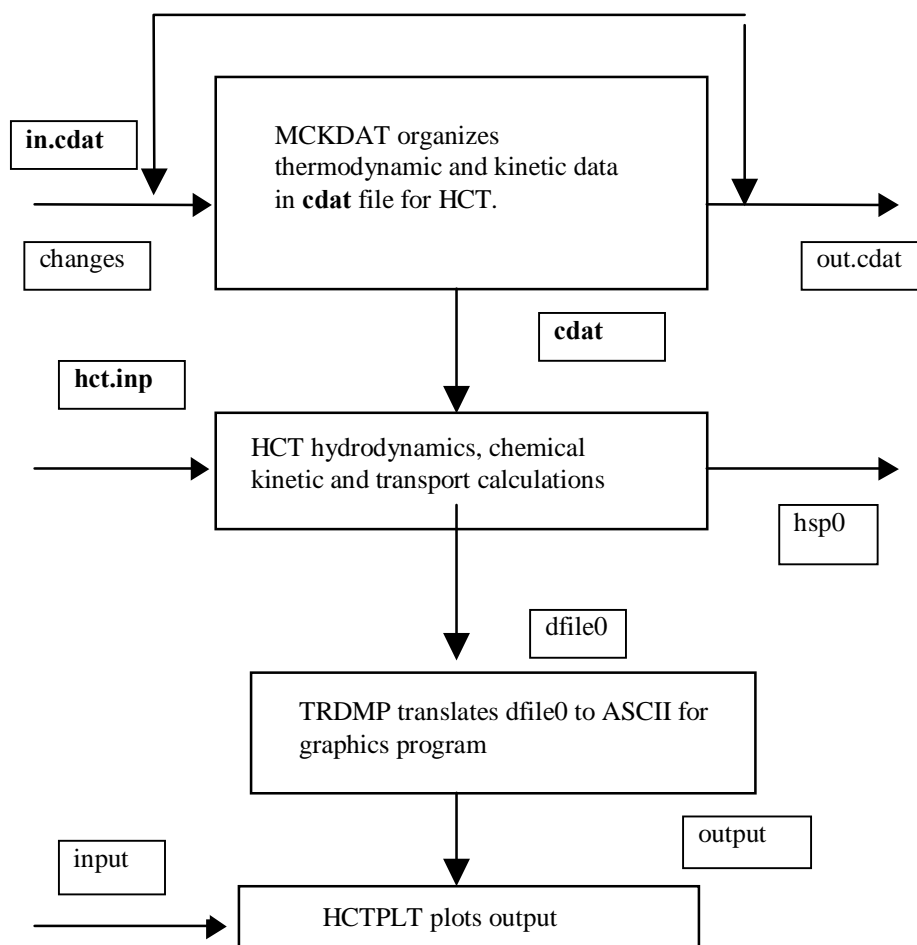 in.cdat
MCKDAT organizes
thermodynamic and kinetic data
in cdat file for HCT.
changes
out.cdat
cdat
hct.inp
HCT hydrodynamics, chemical
kinetic and transport calculations
hsp0
dfile0
TRDMP translates dfile0 to ASCII for
graphics program
output
input
HCTPLT plots output